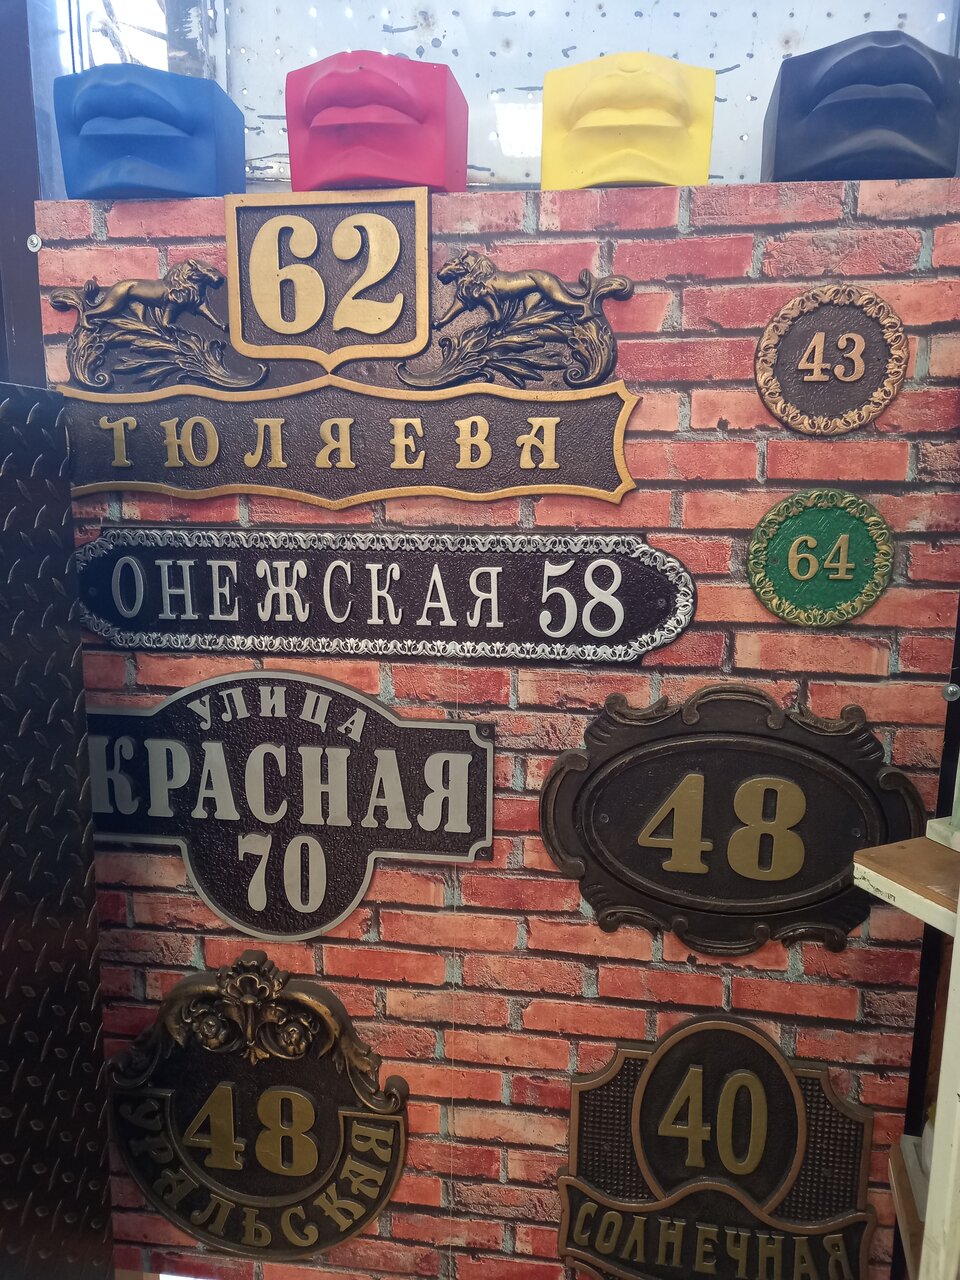 62
ТЮЛЯЕВА
43
64
ОНЕЖСКАЯ 58
УЛИЦА
КРАСНАЯ
70
48
48
УРАЛЬСКАЯ
40
СОЛНЕЧНАЯ